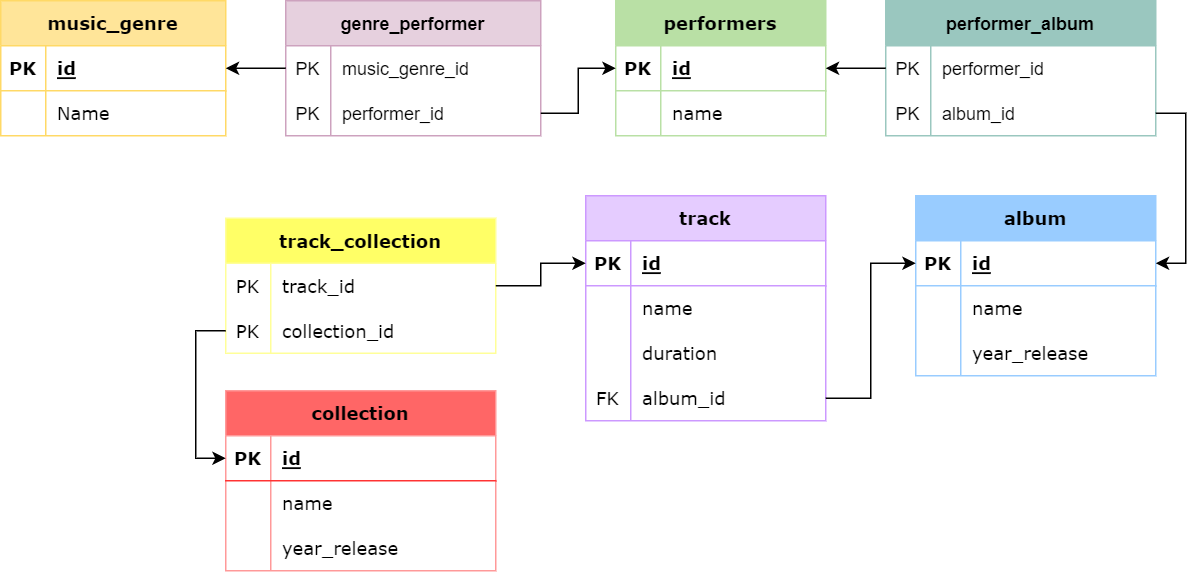 music_genre
PK id
Name
genre_performer
PK music_genre_id
PK performer_id
performers
PK id
name
performer_album
PK performer_id
PK album_id
track_collection
PK track_id
PK collection_id
track
PK id
name
duration
FK album_id
album
PK id
name
year_release
collection
PK id
name
year_release